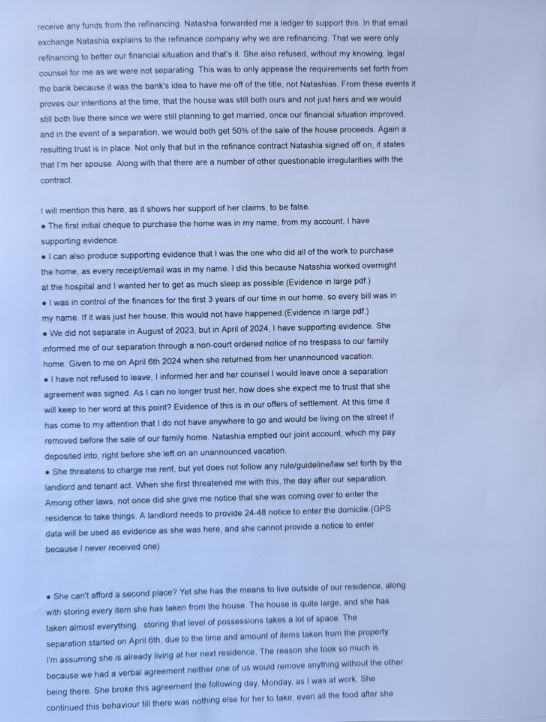 receive any funds from the refinancing. Natashia forwarded me a ledger to support this. In that email
exchange Natashia explains to the refinance company why we are refinancing. That we were only
refinancing to better our financial situation and that's it. She also refused, without my knowing, legal
counsel for me as we were not separating. This was to only appease the requirements set forth from
the bank because it was the bank's idea to have me off of the title, not Natashias. From these events it
proves our intentions at the time, that the house was still both ours and not just hers and we would
still both live there since we were still planning to get married, once our financial situation improved,
and in the event of a separation, we would both get 50% of the sale of the house proceeds. Again a
resulting trust is in place. Not only that but in the refinance contract Natashia signed off on, it states
that I'm her spouse. Along with that there are a number of other questionable irregularities with the
contract.
I will mention this here, as it shows her support of her claims, to be false.
• The first initial cheque to purchase the home was in my name, from my account, I have
supporting evidence.
• I can also produce supporting evidence that I was the one who did all of the work to purchase
the home, as every receipt/email was in my name. I did this because Natashia worked overnight
at the hospital and I wanted her to get as much sleep as possible (Evidence in large pdf.)
• I was in control of the finances for the first 3 years of our time in our home, so every bill was in
my name. If it was just her house, this would not have happened.(Evidence in large pdf.)
• We did not separate in August of 2023, but in April of 2024, I have supporting evidence. She
informed me of our separation through a non-court ordered notice of no trespass to our family
home. Given to me on April 6th 2024 when she returned from her unannounced vacation.
• I have not refused to leave, I informed her and her counsel I would leave once a separation
agreement was signed. As I can no longer trust her, how does she expect me to trust that she
will keep to her word at this point? Evidence of this is in our offers of settlement. At this time it
has come to my attention that I do not have anywhere to go and would be living on the street if
removed before the sale of our family home. Natashia emptied our joint account, which my pay
deposited into, right before she left on an unannounced vacation.
• She threatens to charge me rent, but yet does not follow any rule/guideline/law set forth by the
landlord and tenant act. When she first threatened me with this, the day after our separation.
Among other laws, not once did she give me notice that she was coming over to enter the
residence to take things. A landlord needs to provide 24-48 notice to enter the domicile.(GPS
data will be used as evidence as she was here, and she cannot provide a notice to enter
because I never received one)
• She can't afford a second place? Yet she has the means to live outside of our residence, along
with storing every item she has taken from the house. The house is quite large, and she has
taken almost everything, storing that level of possessions takes a lot of space. The
separation started on April 6th, due to the time and amount of items taken from the property.
I'm assuming she is already living at her next residence. The reason she took so much is
because we had a verbal agreement neither one of us would remove anything without the other
being there. She broke this agreement the following day, Monday, as I was at work. She
continued this behaviour till there was nothing else for her to take, even all the food after she